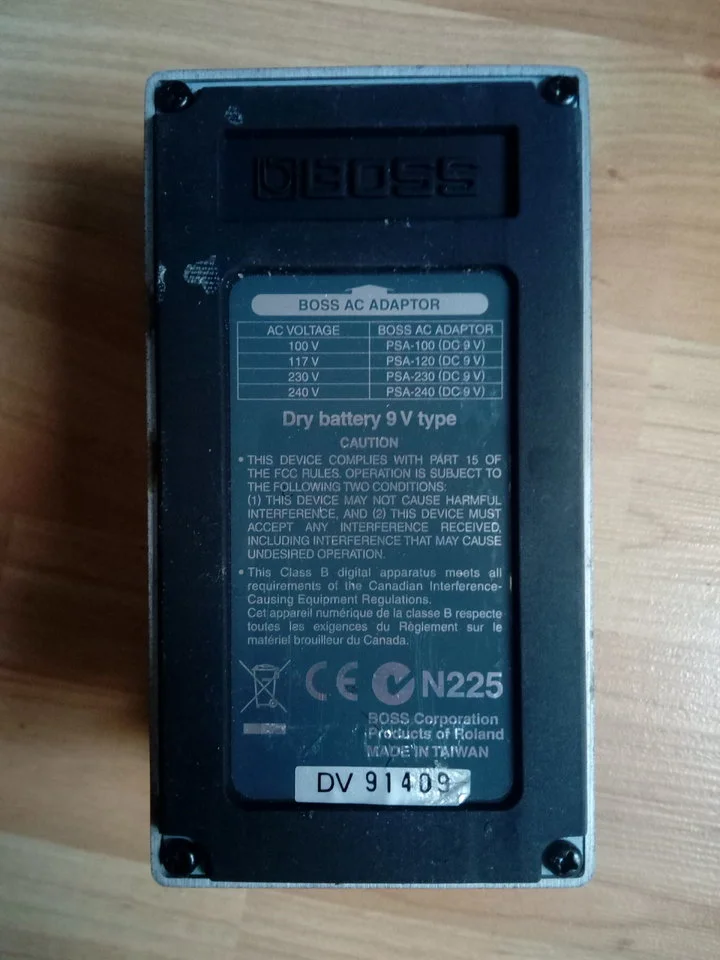 BOSS
BOSS AC ADAPTOR
AC VOLTAGE BOSS AC ADAPTOR
100 V PSA-100 (DC 9 V)
117 V PSA-120 (DC 9 V)
230 V PSA-230 (DC 9 V)
240 V PSA-240 (DC 9 V)
Dry battery 9 V type
CAUTION
• THIS DEVICE COMPLIES WITH PART 15 OF
THE FCC RULES. OPERATION IS SUBJECT TO
THE FOLLOWING TWO CONDITIONS:
(1) THIS DEVICE MAY NOT CAUSE HARMFUL
INTERFERENCE, AND (2) THIS DEVICE MUST
ACCEPT ANY INTERFERENCE RECEIVED,
INCLUDING INTERFERENCE THAT MAY CAUSE
UNDESIRED OPERATION.
• This Class B digital apparatus meets all
requirements of the Canadian Interference-
Causing Equipment Regulations.
Cet appareil numérique de la classe B respecte
toutes les exigences du Règlement sur le
matériel brouilleur du Canada.
CE N225
BOSS Corporation
Products of Roland
MADE IN TAIWAN
DV 91409